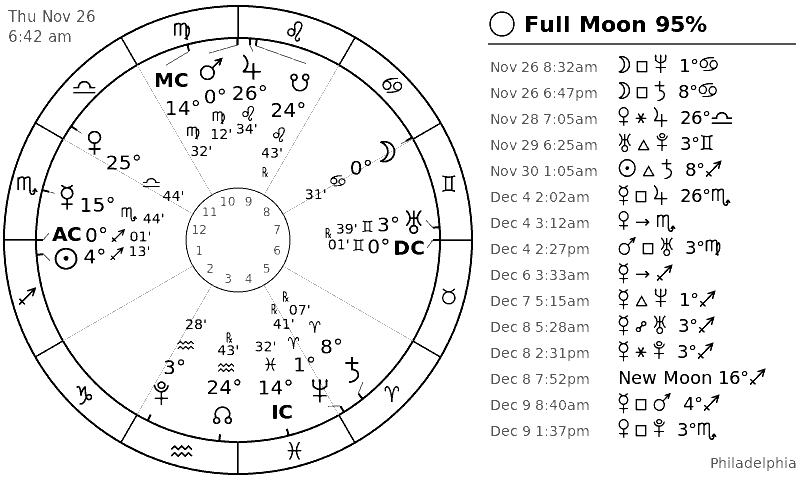 Thu Nov 26
6:42 am
MC
14° ♍ 32'
♂ 0° ♍ 12'
♃ 26° ♌ 34'
☋ 24° ♌ 43' ℞
☽ 0° ♋ 31'
♅ 3° ♊ 39' ℞
DC 0° ♊ 01'
♄ 8° ♈ 07' ℞
♆ 1° ♈ 41' ℞
IC
14° ♓ 32'
☊ 24° ♒ 43' ℞
♇ 3° ♒ 28'
☉ 4° ♐ 13'
AC 0° ♐ 01'
☿ 15° ♏ 44'
♀ 25° ♎ 44'
♍ ♌ ♋ ♊ ♉ ♈ ♓ ♒ ♑ ♐ ♏ ♎
1 2 3 4 5 6 7 8 9 10 11 12
Full Moon 95%
Nov 26 8:32am ☽ □ ♆ 1°♋
Nov 26 6:47pm ☽ □ ♄ 8°♋
Nov 28 7:05am ♀ ⚹ ♃ 26°♎
Nov 29 6:25am ♅ △ ♇ 3°♊
Nov 30 1:05am ☉ △ ♄ 8°♐
Dec 4 2:02am ☿ □ ♃ 26°♏
Dec 4 3:12am ♀ → ♏
Dec 4 2:27pm ♂ □ ♅ 3°♍
Dec 6 3:33am ☿ → ♐
Dec 7 5:15am ☿ △ ♆ 1°♐
Dec 8 5:28am ☿ ☍ ♅ 3°♐
Dec 8 2:31pm ☿ ⚹ ♇ 3°♐
Dec 8 7:52pm New Moon 16°♐
Dec 9 8:40am ☿ □ ♂ 4°♐
Dec 9 1:37pm ♀ □ ♇ 3°♏
Philadelphia